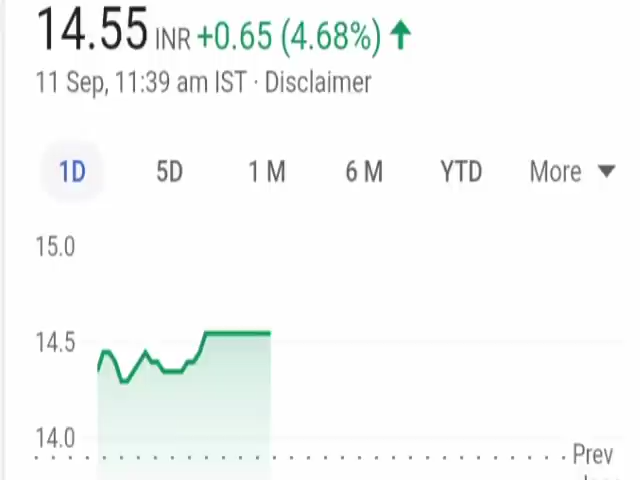 14.55 INR +0.65 (4.68%) ↑
11 Sep, 11:39 am IST · Disclaimer
1D 5D 1 M 6 M YTD More
15.0
14.5
14.0
Prev